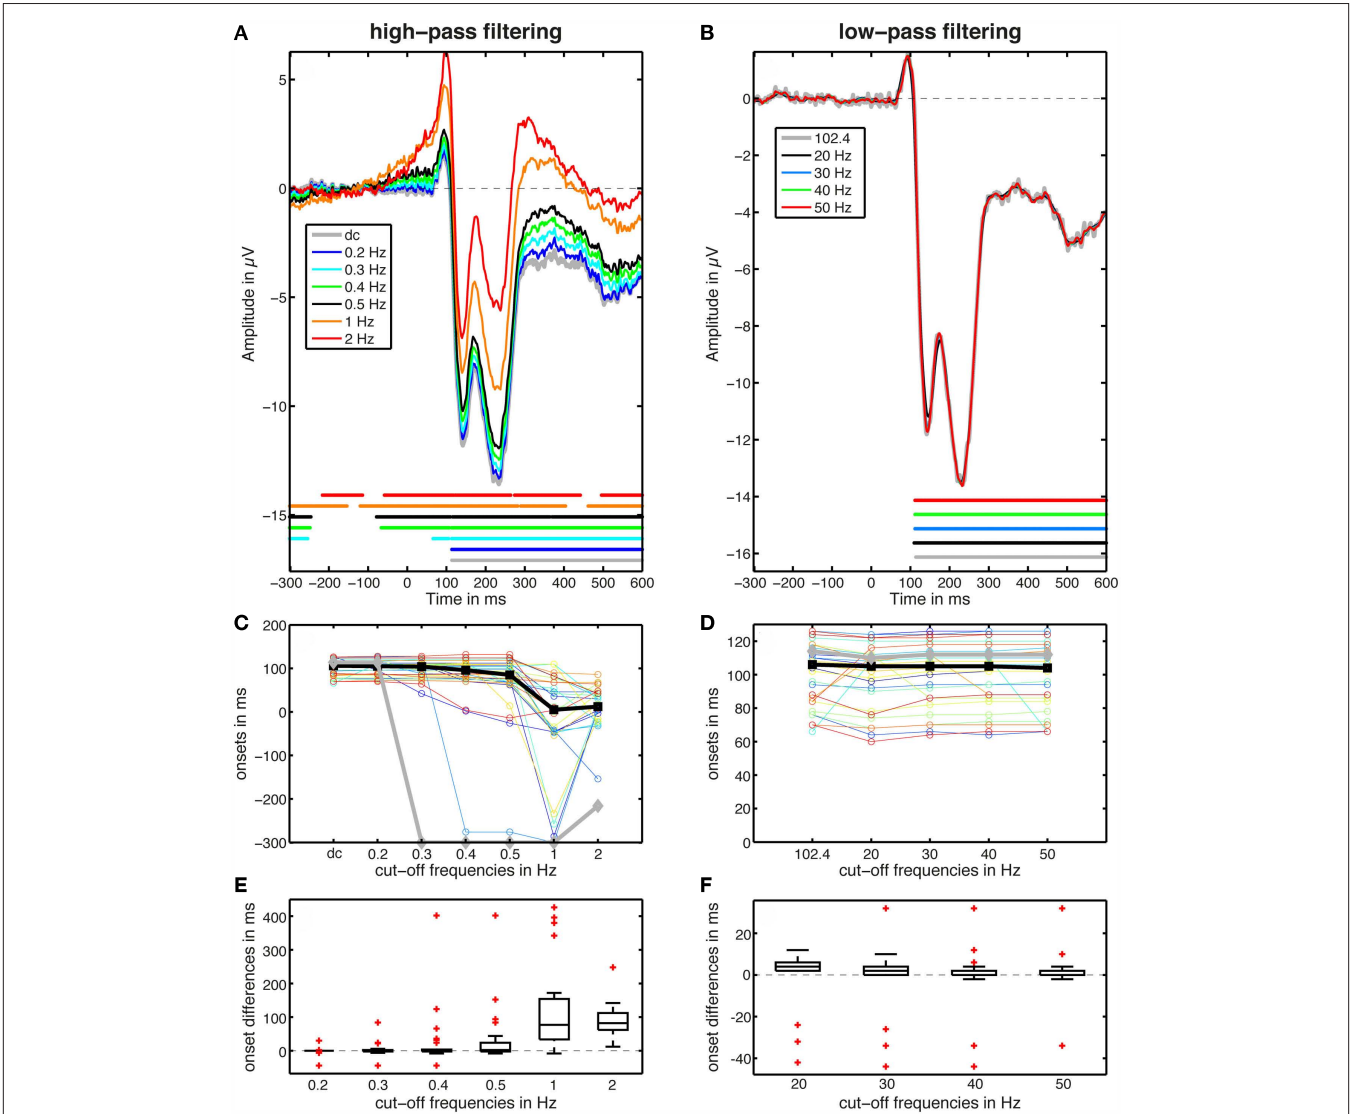 A
high–pass filtering
5
0
−5
−10
−15
Amplitude in µV
dc
0.2 Hz
0.3 Hz
0.4 Hz
0.5 Hz
1 Hz
2 Hz
−300 −200 −100 0 100 200 300 400 500 600
Time in ms
B
low–pass filtering
0
−2
−4
−6
−8
−10
−12
−14
−16
Amplitude in µV
102.4
20 Hz
30 Hz
40 Hz
50 Hz
−300 −200 −100 0 100 200 300 400 500 600
Time in ms
C
200
100
0
−100
−200
−300
onsets in ms
dc 0.2 0.3 0.4 0.5 1 2
cut−off frequencies in Hz
D
120
100
80
60
40
20
0
onsets in ms
102.4 20 30 40 50
cut−off frequencies in Hz
E
400
300
200
100
0
onset differences in ms
0.2 0.3 0.4 0.5 1 2
cut−off frequencies in Hz
F
20
0
−20
−40
onset differences in ms
20 30 40 50
cut−off frequencies in Hz